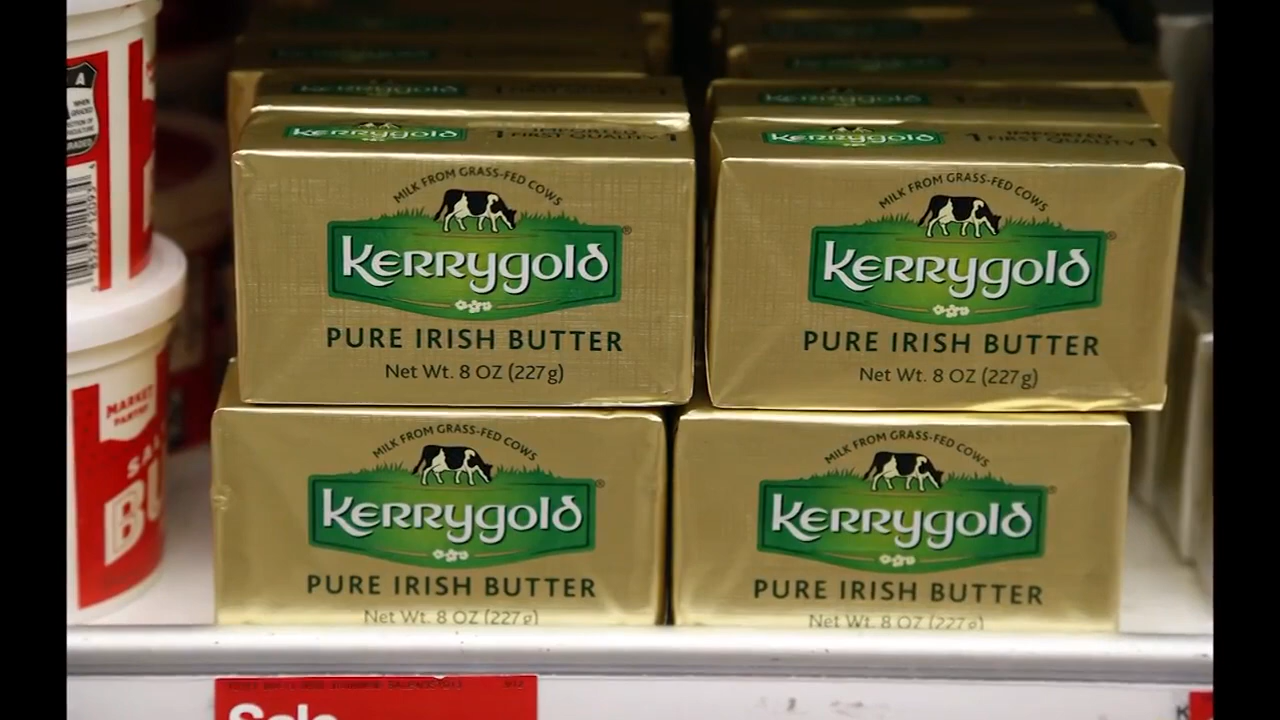 Kerrygold
Kerrygold
Kerrygold
IMPORTED
FIRST QUALITY
Kerrygold
IMPORTED
FIRST QUALITY
MILK FROM GRASS-FED COWS
Kerrygold®
PURE IRISH BUTTER
Net Wt. 8 OZ (227g)
MILK FROM GRASS-FED COWS
Kerrygold®
PURE IRISH BUTTER
Net Wt. 8 OZ (227g)
MILK FROM GRASS-FED COWS
Kerrygold®
PURE IRISH BUTTER
Net Wt. 8 OZ (227g)
MILK FROM GRASS-FED COWS
Kerrygold®
PURE IRISH BUTTER
Net Wt. 8 OZ (227g)
A
WHEN
GRADED
MARKET
PANTRY
Sale